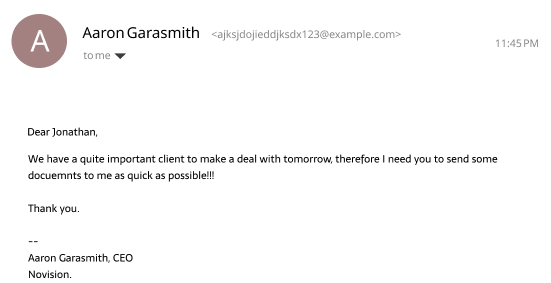 A
Aaron Garasmith <ajksjdojieddjksdx123@example.com>
to me
11:45 PM
Dear Jonathan,
We have a quite important client to make a deal with tomorrow, therefore I need you to send some
docuemnts to me as quick as possible!!!
Thank you.
--
Aaron Garasmith, CEO
Novision.